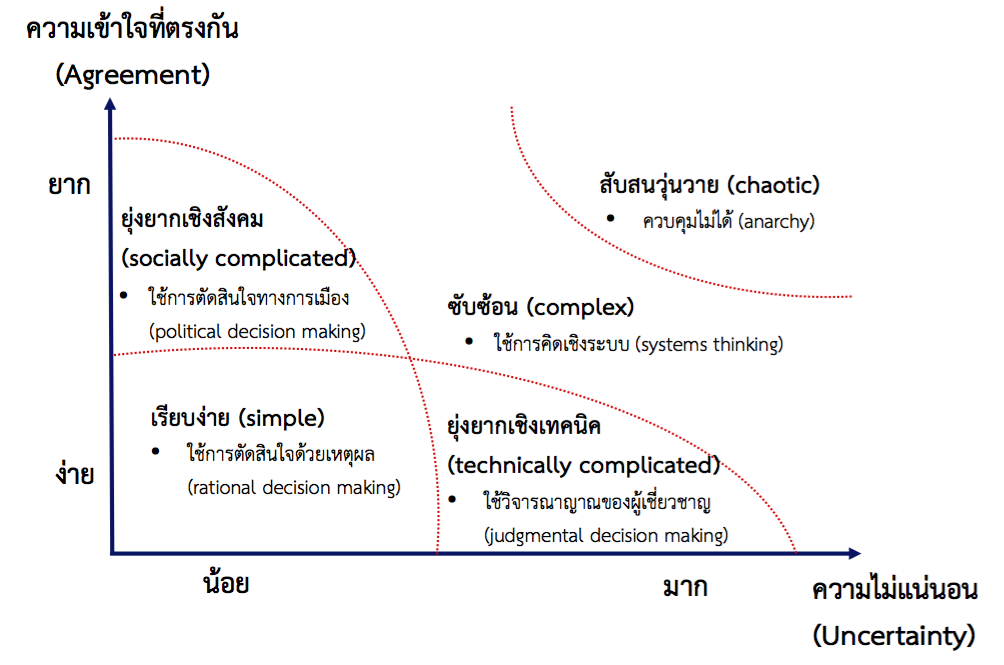 ความเข้าใจที่ตรงกัน
(Agreement)
ยาก
สับสนวุ่นวาย (chaotic)
• ควบคุมไม่ได้ (anarchy)
ยุ่งยากเชิงสังคม
(socially complicated)
• ใช้การตัดสินใจทางการเมือง
(political decision making)
ซับซ้อน (complex)
• ใช้การคิดเชิงระบบ (systems thinking)
เรียบง่าย (simple)
• ใช้การตัดสินใจด้วยเหตุผล
(rational decision making)
ยุ่งยากเชิงเทคนิค
(technically complicated)
• ใช้วิจารณาญาณของผู้เชี่ยวชาญ
(judgmental decision making)
ง่าย
น้อย
มาก
ความไม่แน่นอน
(Uncertainty)